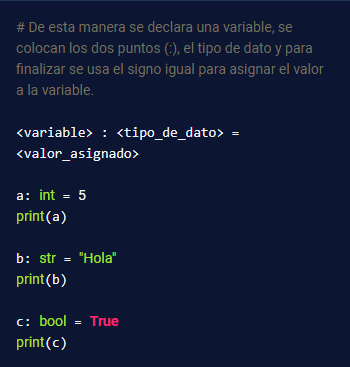 # De esta manera se declara una variable, se
colocan los dos puntos (:), el tipo de dato y para
finalizar se usa el signo igual para asignar el valor
a la variable.
<variable> : <tipo_de_dato> =
<valor_asignado>
a: int = 5
print(a)
b: str = "Hola"
print(b)
c: bool = True
print(c)